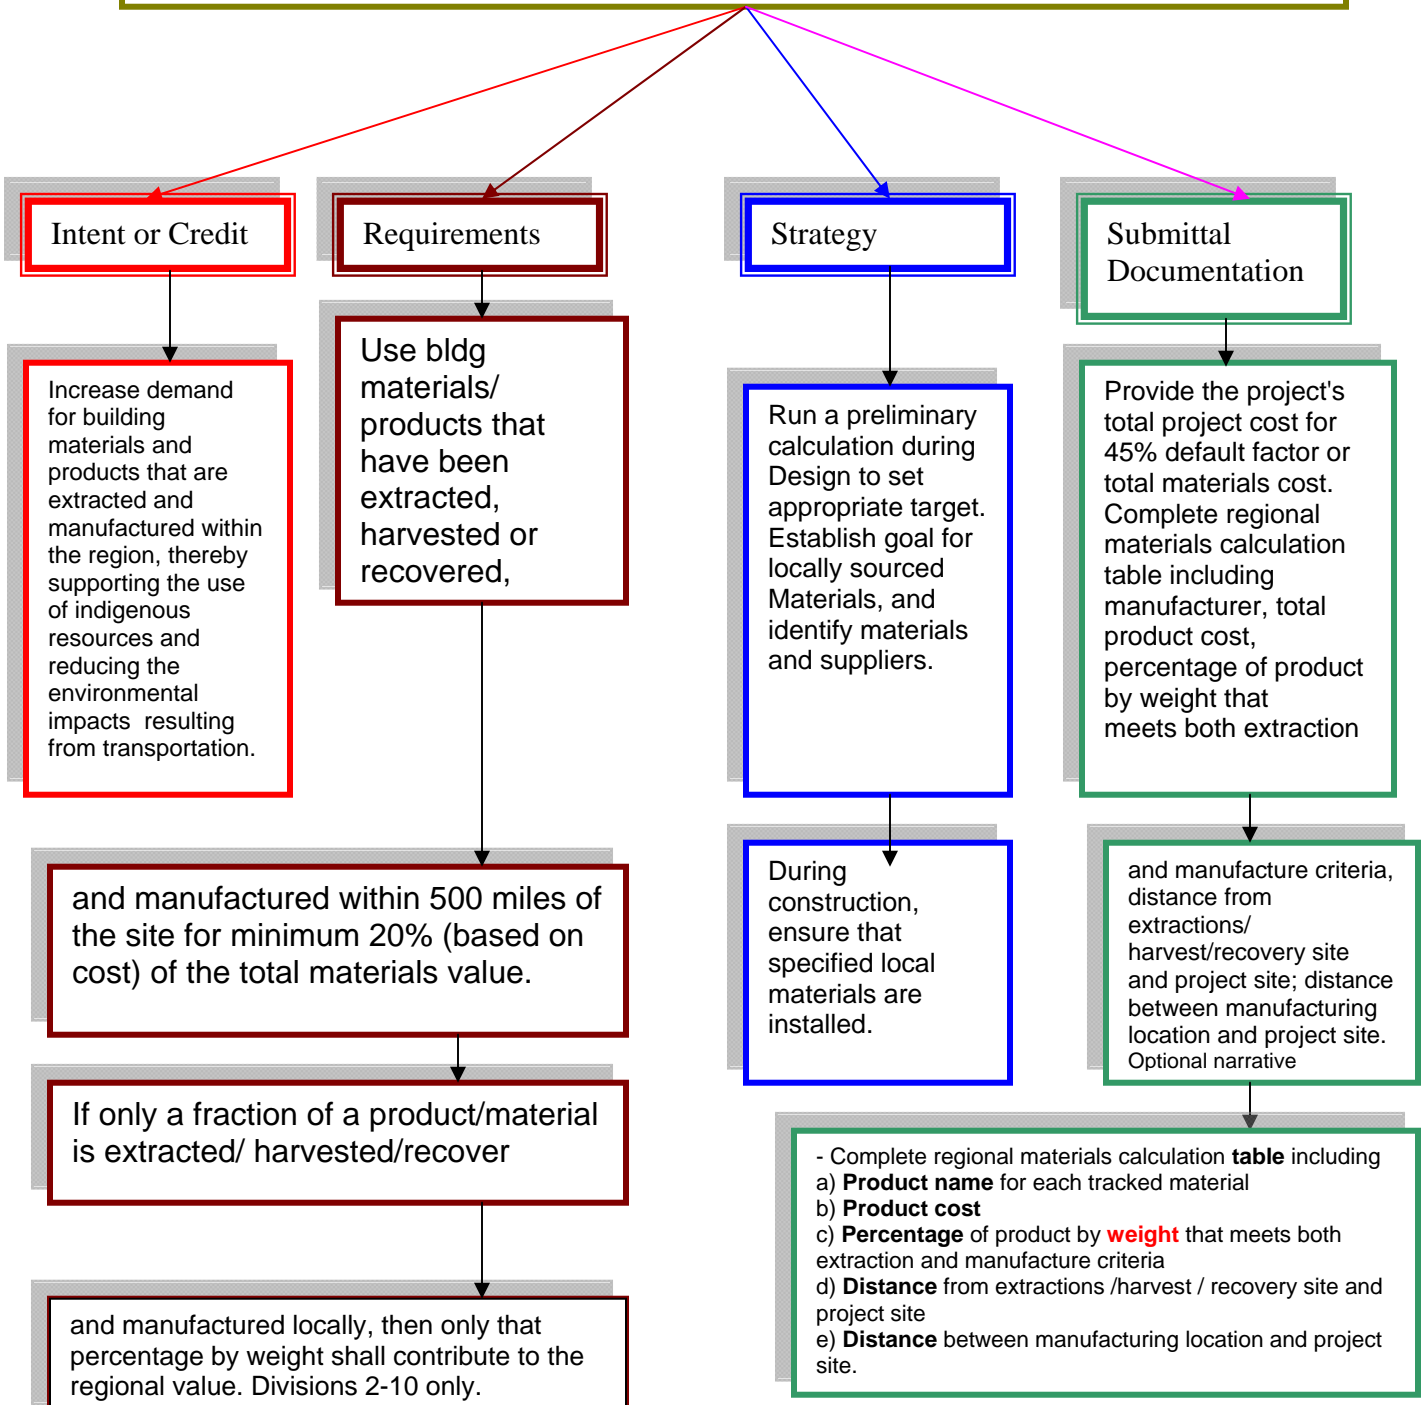 Intent or Credit
Requirements
Strategy
Submittal
Documentation
Increase demand
for building
materials and
products that are
extracted and
manufactured within
the region, thereby
supporting the use
of indigenous
resources and
reducing the
environmental
impacts  resulting
from transportation.
Use bldg
materials/
products that
have been
extracted,
harvested or
recovered,
and manufactured within 500 miles of
the site for minimum 20% (based on
cost) of the total materials value.
If only a fraction of a product/material
is extracted/ harvested/recover
and manufactured locally, then only that
percentage by weight shall contribute to the
regional value. Divisions 2-10 only.
Run a preliminary
calculation during
Design to set
appropriate target.
Establish goal for
locally sourced
Materials, and
identify materials
and suppliers.
During
construction,
ensure that
specified local
materials are
installed.
Provide the project's
total project cost for
45% default factor or
total materials cost.
Complete regional
materials calculation
table including
manufacturer, total
product cost,
percentage of product
by weight that
meets both extraction
and manufacture criteria,
distance from
extractions/
harvest/recovery site
and project site; distance
between manufacturing
location and project site.
Optional narrative
- Complete regional materials calculation table including
a) Product name for each tracked material
b) Product cost
c) Percentage of product by weight that meets both
extraction and manufacture criteria
d) Distance from extractions /harvest / recovery site and
project site
e) Distance between manufacturing location and project
site.